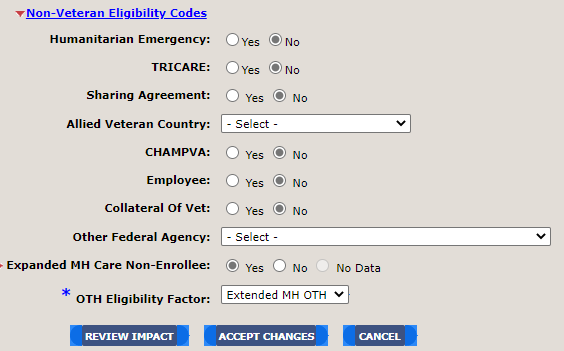 Non-Veteran Eligibility Codes
Humanitarian Emergency: Yes No
TRICARE: Yes No
Sharing Agreement: Yes No
Allied Veteran Country: - Select -
CHAMPVA: Yes No
Employee: Yes No
Collateral Of Vet: Yes No
Other Federal Agency: - Select -
Expanded MH Care Non-Enrollee: Yes No No Data
* OTH Eligibility Factor: Extended MH OTH
REVIEW IMPACT ACCEPT CHANGES CANCEL